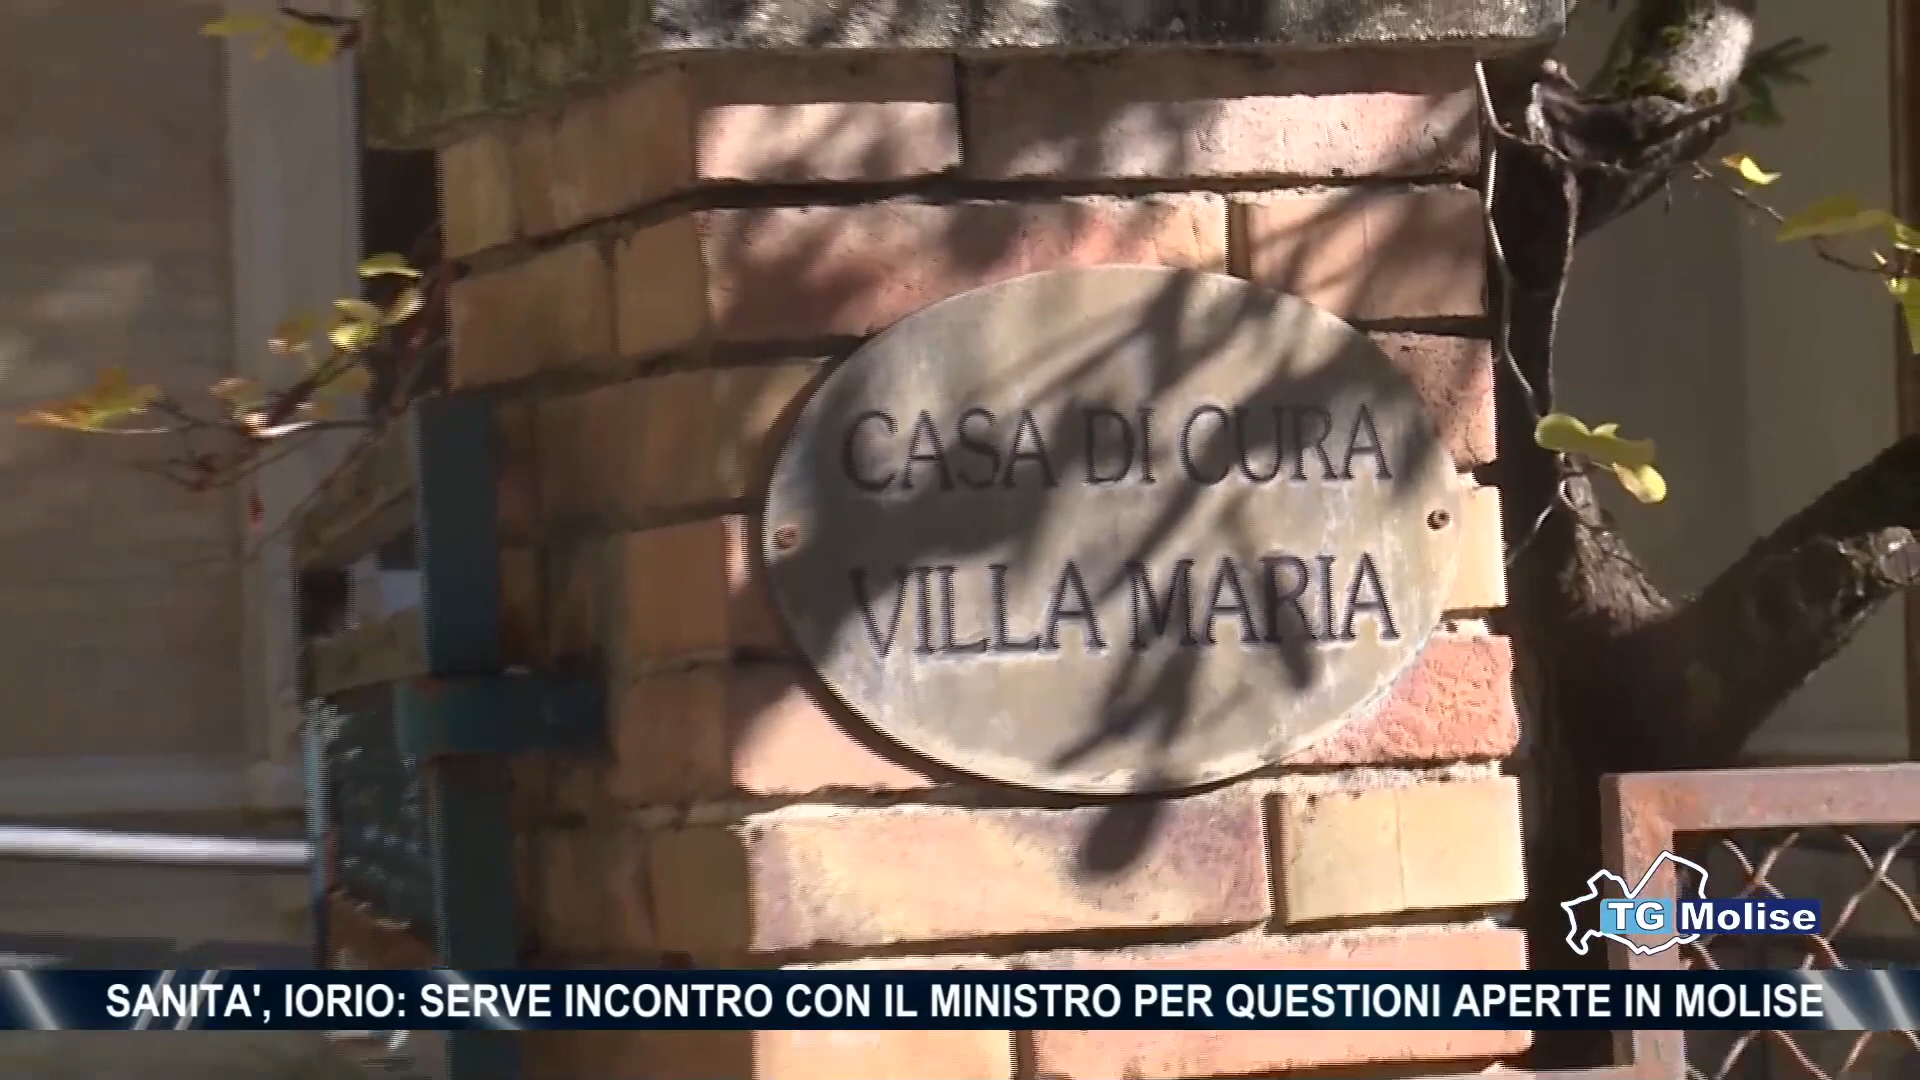 CASA DI CURA
VILLA MARIA
TG Molise
SANITA', IORIO: SERVE INCONTRO CON IL MINISTRO PER QUESTIONI APERTE IN MOLISE